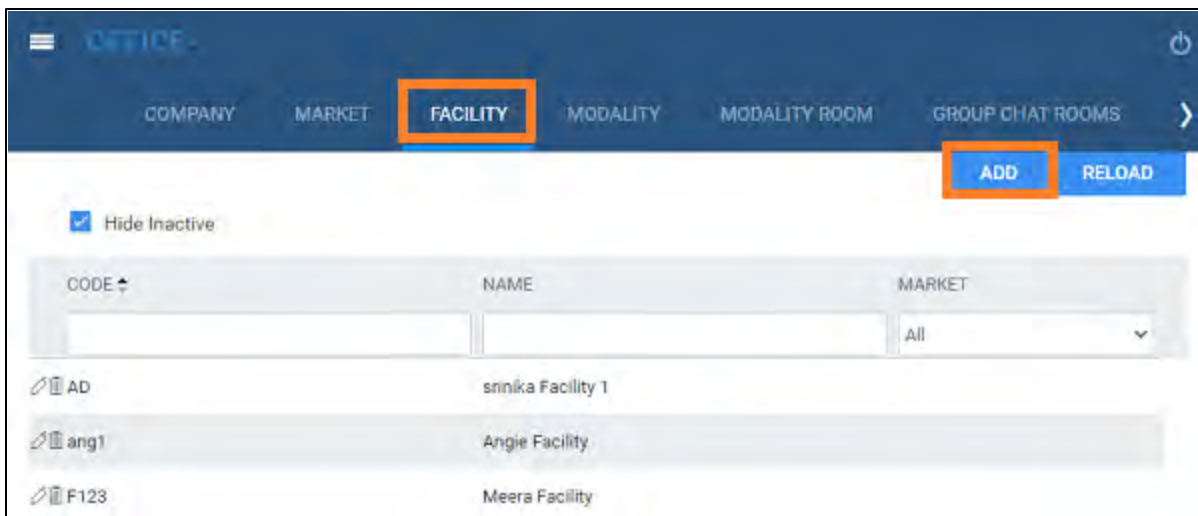 OFFICE
COMPANY MARKET FACILITY MODALITY MODALITY ROOM GROUP CHAT ROOMS
ADD RELOAD
Hide Inactive
CODE NAME MARKET
All
AD srinika Facility 1
ang1 Angie Facility
F123 Meera Facility